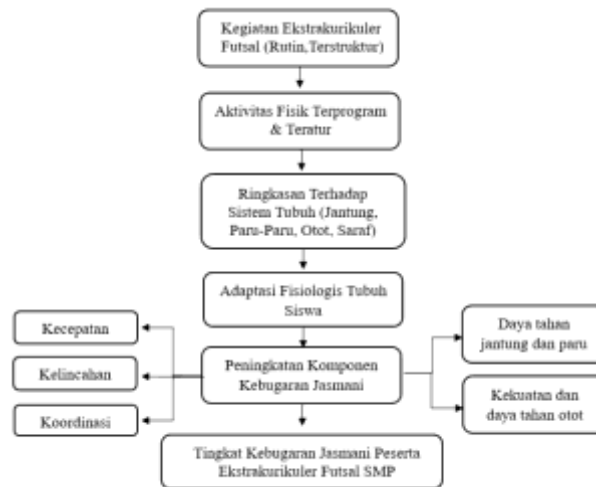 Kegiatan Ekstrakurikuler
Futsal (Rutin,Terstruktur)
Aktivitas Fisik Terprogram
& Teratur
Ringkasan Terhadap
Sistem Tubuh (Jantung,
Paru-Paru, Otot, Saraf)
Adaptasi Fisiologis Tubuh
Siswa
Kecepatan
Kelincahan
Koordinasi
Peningkatan Komponen
Kebugaran Jasmani
Daya tahan
jantung dan paru
Kekuatan dan
daya tahan otot
Tingkat Kebugaran Jasmani Peserta
Ekstrakurikuler Futsal SMP